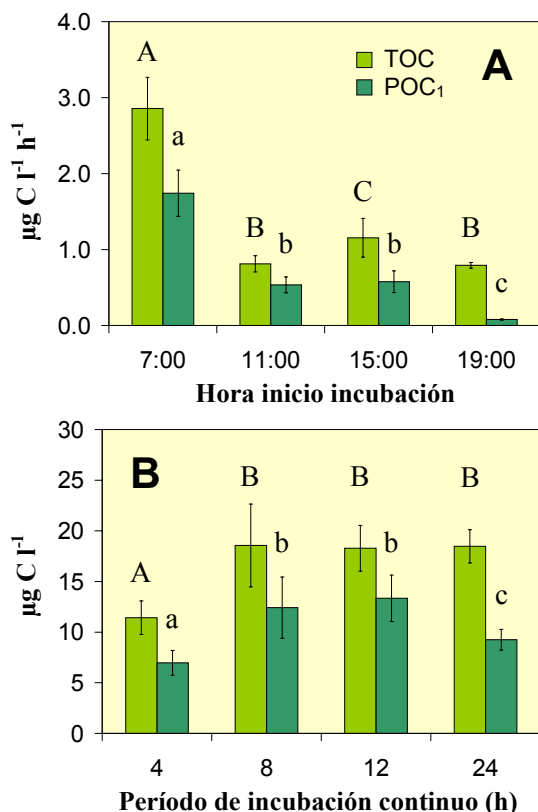 4.0
A
TOC
POC₁
A
3.0
a
µg C l⁻¹ h⁻¹
2.0
C
B
b
b
B
1.0
c
0.0
7:00 11:00 15:00 19:00
Hora inicio incubación
30
B
B
B
B
25
b
b
µg C l⁻¹
20
A
15
a
c
10
5
0
4 8 12 24
Período de incubación continuo (h)